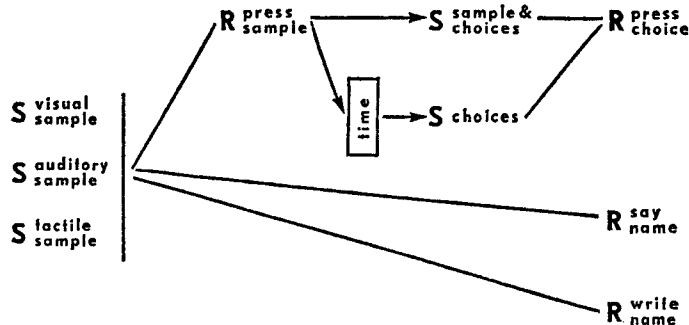 R press sample
S sample & choices
R press choice
S visual sample
time
S choices
S auditory sample
S tactile sample
R say name
R write name